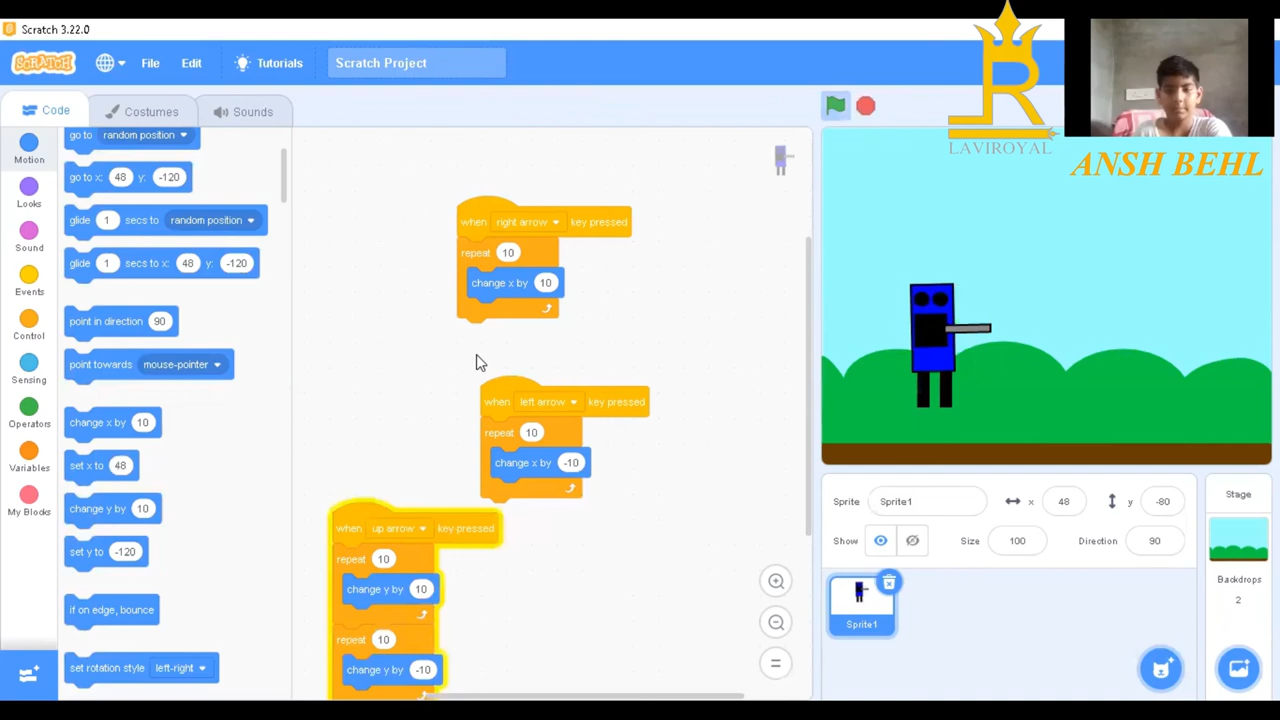 Scratch 3.22.0
SCRATCH
File
Edit
Tutorials
Scratch Project
R
LAVIROYAL
ANSH BEHL
Code
Costumes
Sounds
Motion
Looks
Sound
Events
Control
Sensing
Operators
Variables
My Blocks
go to random position
go to x: 48 y: -120
glide 1 secs to random position
glide 1 secs to x: 48 y: -120
point in direction 90
point towards mouse-pointer
change x by 10
set x to 48
change y by 10
set y to -120
if on edge, bounce
set rotation style left-right
when right arrow key pressed
repeat 10
change x by 10
when left arrow key pressed
repeat 10
change x by -10
when up arrow key pressed
repeat 10
change y by 10
repeat 10
change y by -10
Sprite Sprite1 x 48 y -80
Show Size 100 Direction 90
Sprite1
Stage
Backdrops
2